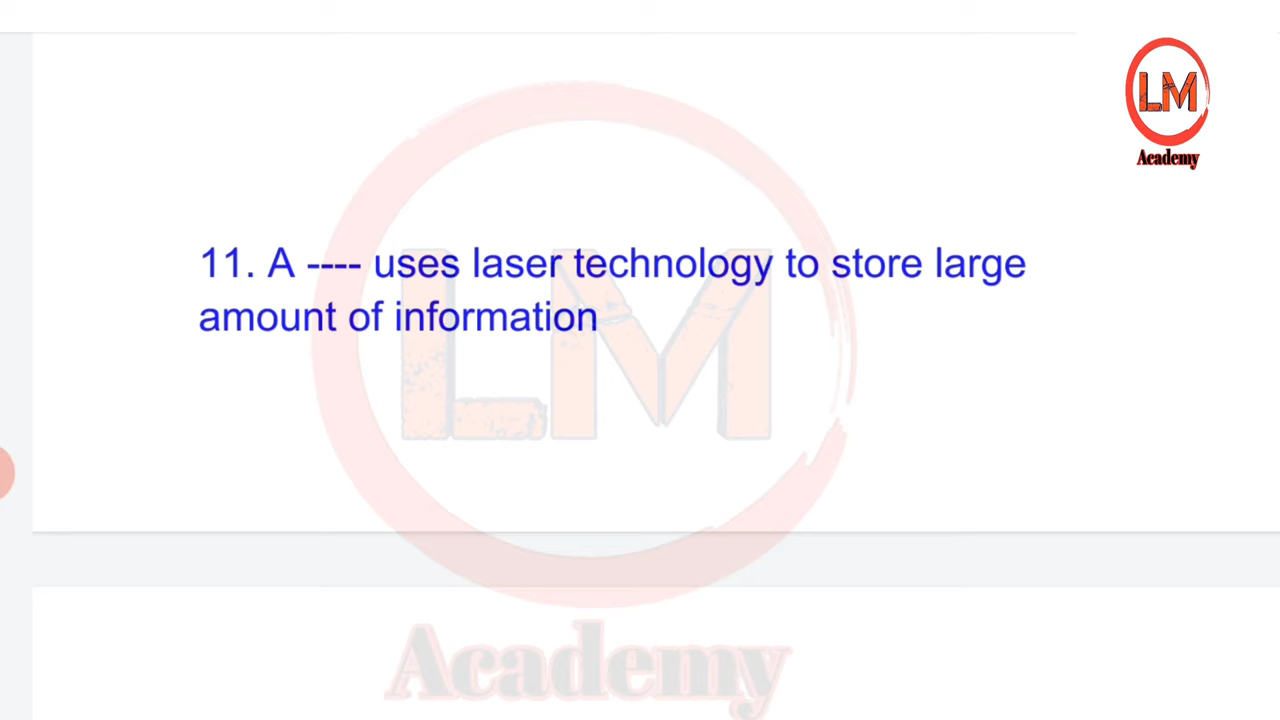 LM
Academy
11. A ---- uses laser technology to store large
amount of information
LM
Academy